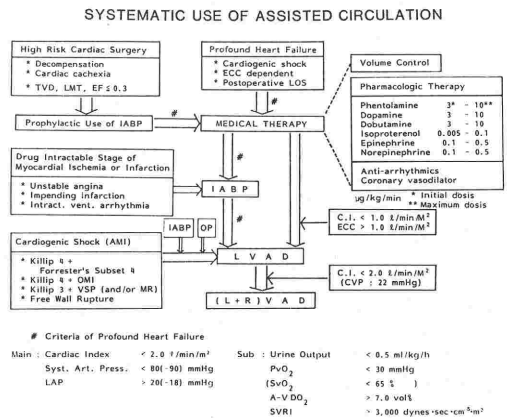 SYSTEMATIC USE OF ASSISTED CIRCULATION
High Risk Cardiac Surgery
* Decompensation
* Cardiac cachexia
* TVD, LMT, EF ≤ 0.3
Profound Heart Failure
* Cardiogenic shock
* ECC dependent
* Postoperative LOS
Volume Control
Pharmacologic Therapy
Phentolamine 3* - 10**
Dopamine 3 - 10
Dobutamine 3 - 10
Isoproterenol 0.005 - 0.1
Epinephrine 0.1 - 0.5
Norepinephrine 0.1 - 0.5
Anti-arrhythmics
Coronary vasodilator
μg/kg/min * Initial dosis
** Maximum dosis
#
Prophylactic Use of IABP
MEDICAL THERAPY
#
Drug Intractable Stage of
Myocardial Ischemia or Infarction
* Unstable angina
* Impending infarction
* Intract. vent. arrhythmia
IABP
#
C.I. < 1.0 ℓ/min/M²
ECC > 1.0 ℓ/min/M²
IABP OP
Cardiogenic Shock (AMI)
* Killip 4 +
Forrester's Subset 4
* Killip 4 + OMI
* Killip 3 + VSP (and/or MR)
* Free Wall Rupture
LVAD
C.I. < 2.0 ℓ/min/M²
(CVP : 22 mmHg)
(L+R)VAD
# Criteria of Profound Heart Failure
Main : Cardiac Index < 2.0 ℓ/min/m² Sub : Urine Output < 0.5 ml/kg/h
Syst. Art. Press. < 80(-90) mmHg PvO₂ < 30 mmHg
LAP > 20(-18) mmHg (SvO₂ < 65 % )
A-V DO₂ > 7.0 vol%
SVRI > 3,000 dynes·sec·cm⁻⁵·m²